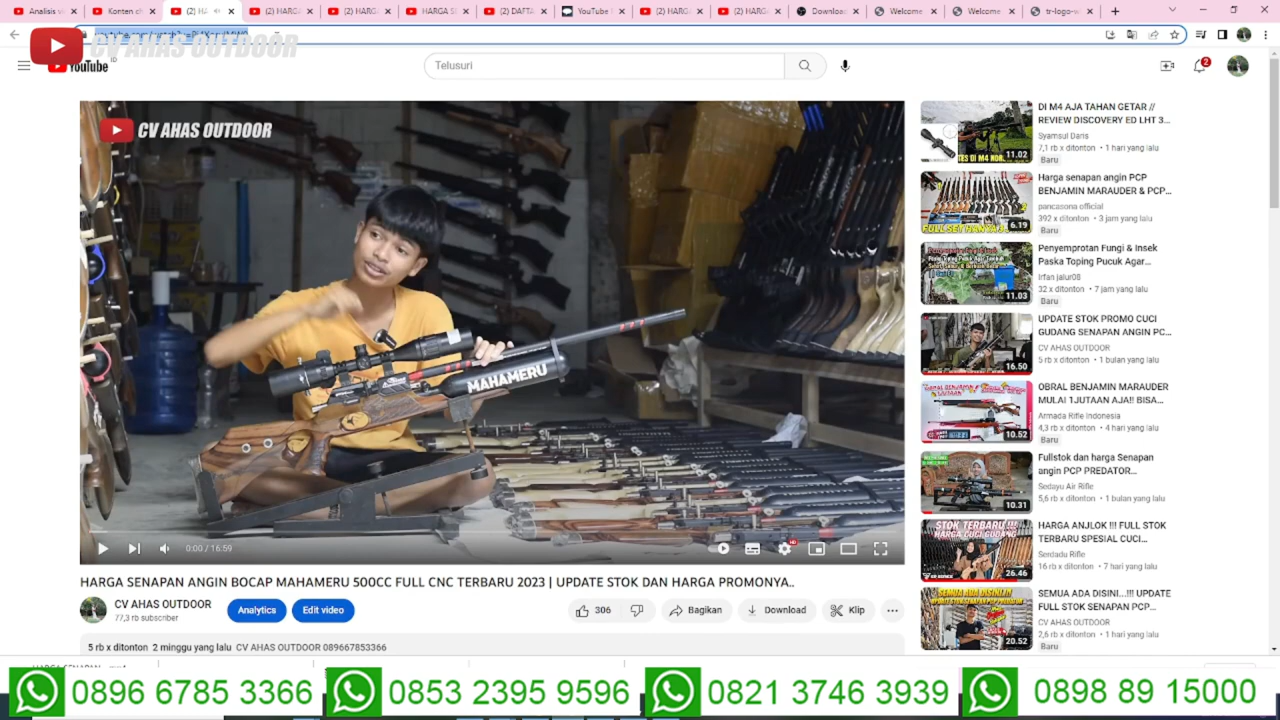 CV AHAS OUTDOOR
YouTube
ID
Telusuri
2
CV AHAS OUTDOOR
MAHAMERU
0:00 / 16:59
HD
HARGA SENAPAN ANGIN BOCAP MAHAMERU 500CC FULL CNC TERBARU 2023 | UPDATE STOK DAN HARGA PROMONYA..
CV AHAS OUTDOOR
77,3 rb subscriber
Analytics
Edit video
306
Bagikan
Download
Klip
5 rb x ditonton 2 minggu yang lalu CV AHAS OUTDOOR 089667853366
DI M4 AJA TAHAN GETAR //
REVIEW DISCOVERY ED LHT 3...
Syamsul Daris
7,1 rb x ditonton • 1 hari yang lalu
Baru
11.02
Harga senapan angin PCP
BENJAMIN MARAUDER & PCP...
pancasona official
392 x ditonton • 3 jam yang lalu
Baru
6.19
Penyemprotan Fungi & Insek
Paska Toping Pucuk Agar...
Irfan jalur08
32 x ditonton • 7 jam yang lalu
Baru
11.03
UPDATE STOK PROMO CUCI
GUDANG SENAPAN ANGIN PC...
CV AHAS OUTDOOR
5 rb x ditonton • 1 bulan yang lalu
16.50
OBRAL BENJAMIN MARAUDER
MULAI 1JUTAAN AJA!! BISA...
Armada Rifle Indonesia
4,3 rb x ditonton • 4 hari yang lalu
Baru
10.52
Fullstok dan harga Senapan
angin PCP PREDATOR...
Sedayu Air Rifle
5,6 rb x ditonton • 1 bulan yang lalu
10.31
STOK TERBARU !!!
HARGA CUCI GUDANG
HARGA ANJLOK !!! FULL STOK
TERBARU SPESIAL CUCI...
Serdadu Rifle
16 rb x ditonton • 7 hari yang lalu
26.46
SEMUA ADA DISINI...!!! UPDATE
FULL STOK SENAPAN PCP...
CV AHAS OUTDOOR
2,6 rb x ditonton • 1 hari yang lalu
Baru
20.52
0896 6785 3366
0853 2395 9596
0821 3746 3939
0898 89 15000